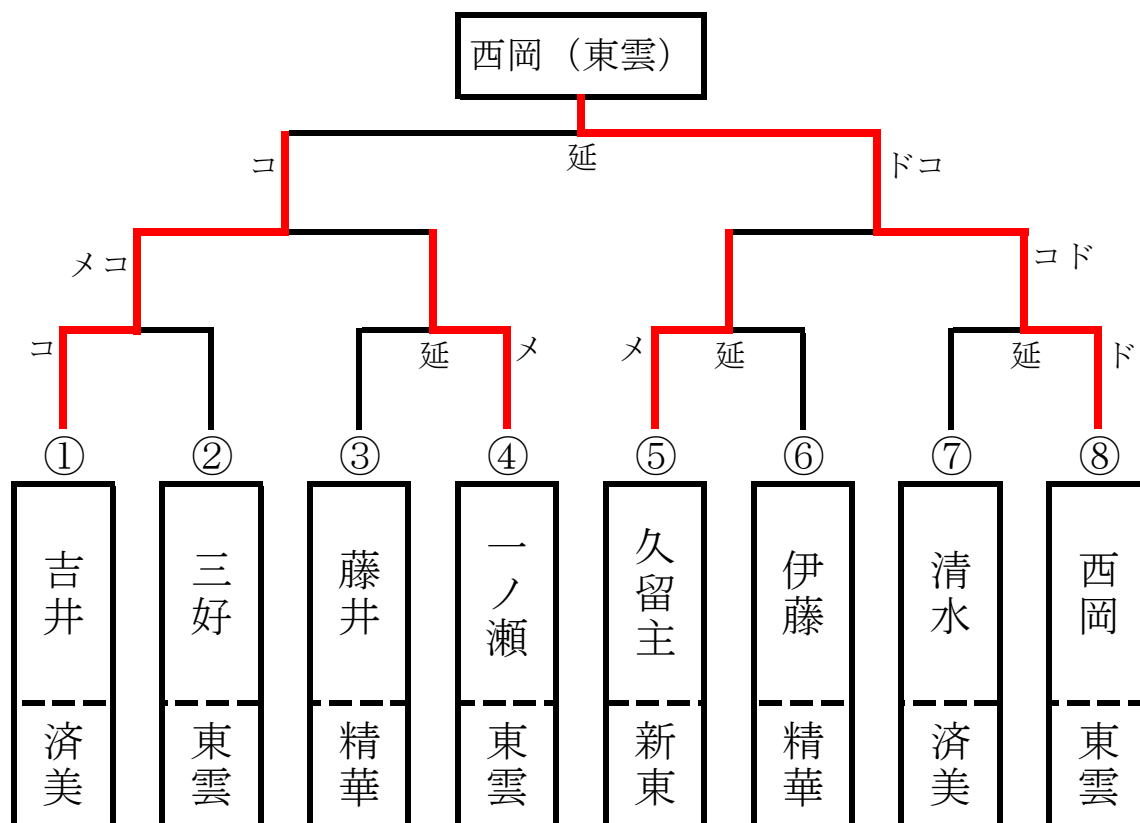 西岡（東雲）
コ
延
ドコ
メコ
コド
コ
延
メ
メ
延
延
ド
①
②
③
④
⑤
⑥
⑦
⑧
吉井
三好
藤井
一ノ瀬
久留主
伊藤
清水
西岡
済美
東雲
精華
東雲
新東
精華
済美
東雲